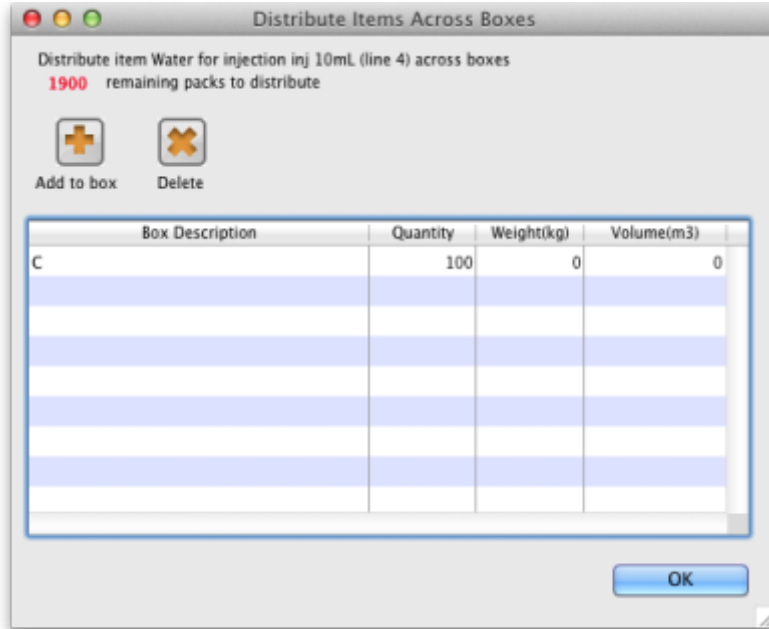 Distribute Items Across Boxes
Distribute item Water for injection inj 10mL (line 4) across boxes
1900 remaining packs to distribute
Add to box Delete
Box Description Quantity Weight(kg) Volume(m3)
C 100 0 0
OK